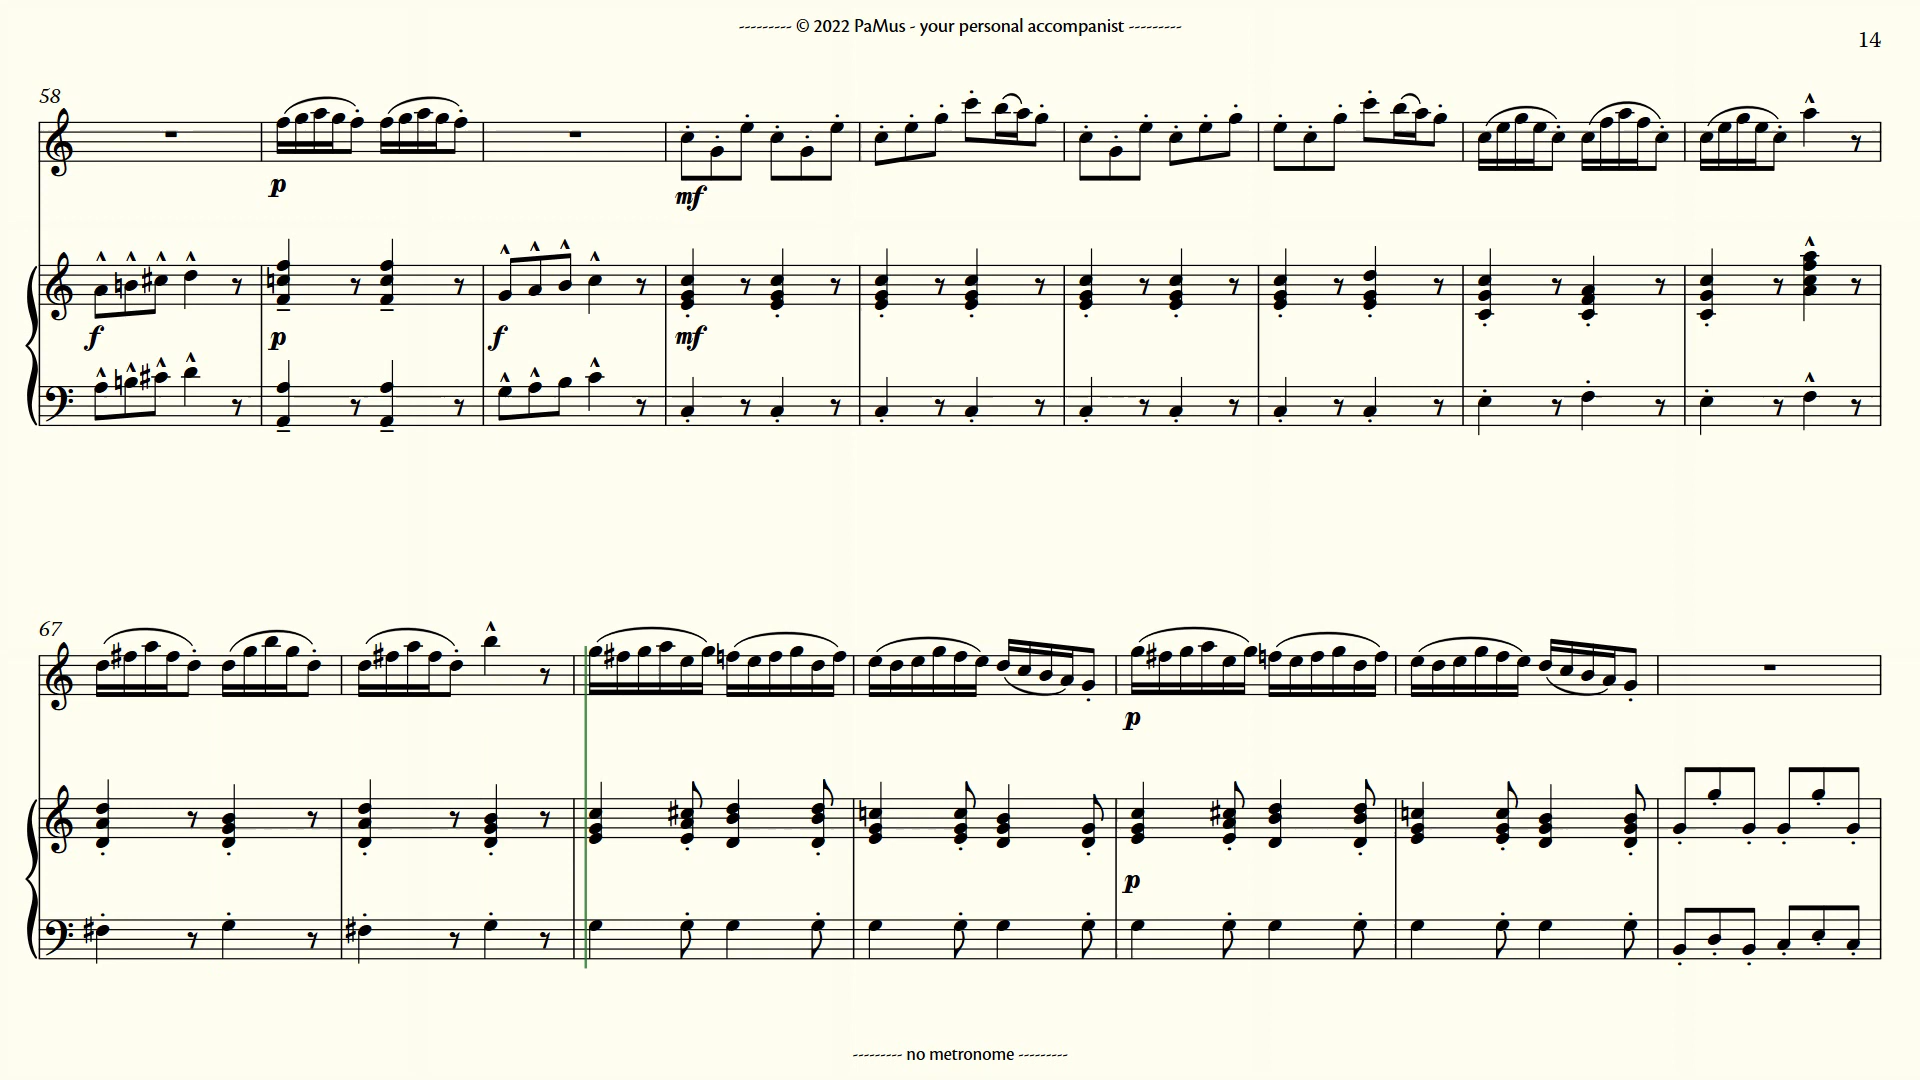 --------- © 2022 PaMus - your personal accompanist ---------
14
58
p
mf
f
p
f
mf
67
p
p
--------- no metronome ---------